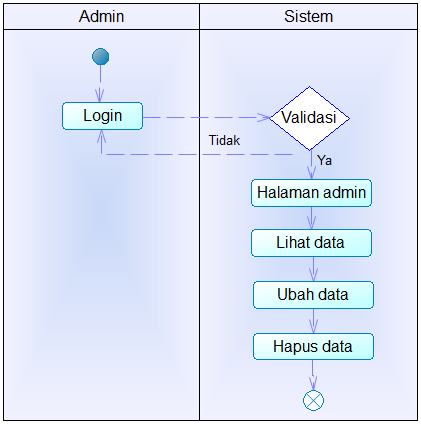 Admin
Sistem
Login
Validasi
Tidak
Ya
Halaman admin
Lihat data
Ubah data
Hapus data